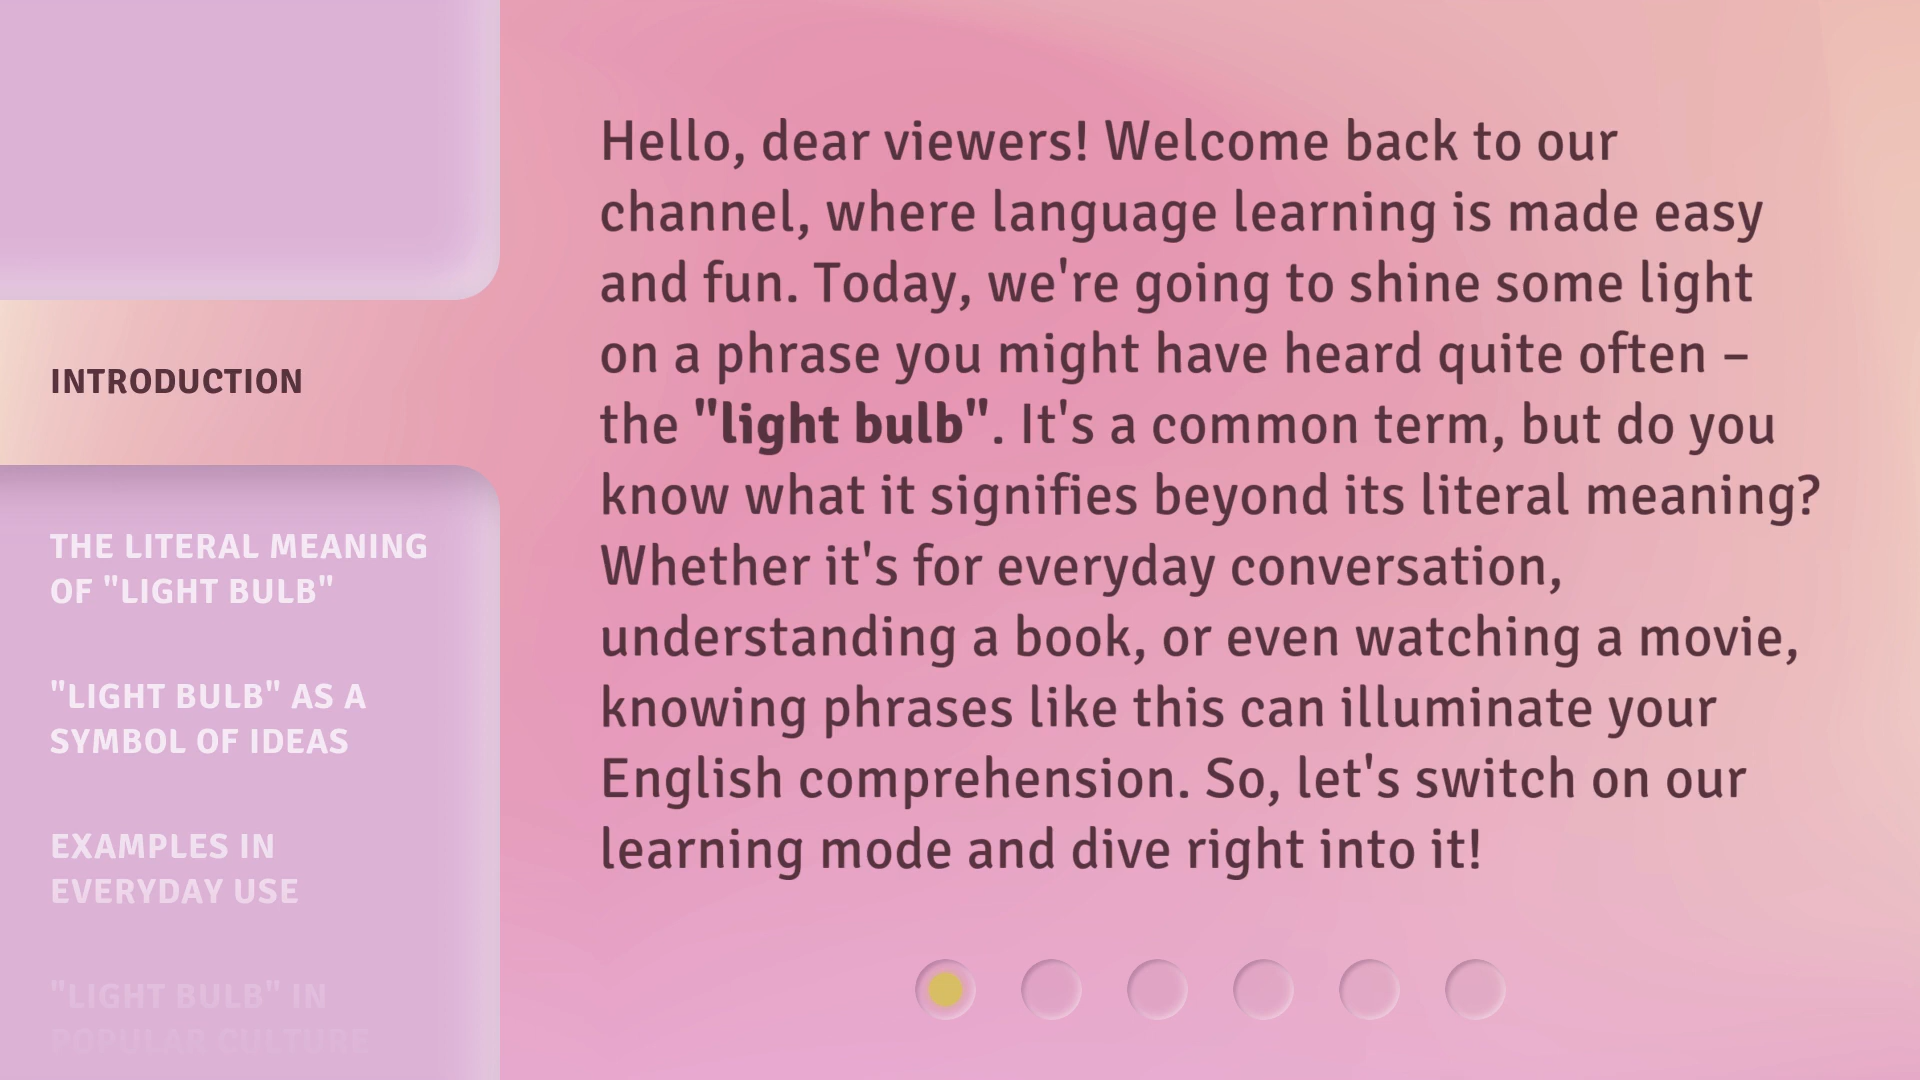 INTRODUCTION
THE LITERAL MEANING
OF "LIGHT BULB"
"LIGHT BULB" AS A
SYMBOL OF IDEAS
EXAMPLES IN
EVERYDAY USE
"LIGHT BULB" IN
POPULAR CULTURE
Hello, dear viewers! Welcome back to our
channel, where language learning is made easy
and fun. Today, we're going to shine some light
on a phrase you might have heard quite often –
the "light bulb". It's a common term, but do you
know what it signifies beyond its literal meaning?
Whether it's for everyday conversation,
understanding a book, or even watching a movie,
knowing phrases like this can illuminate your
English comprehension. So, let's switch on our
learning mode and dive right into it!